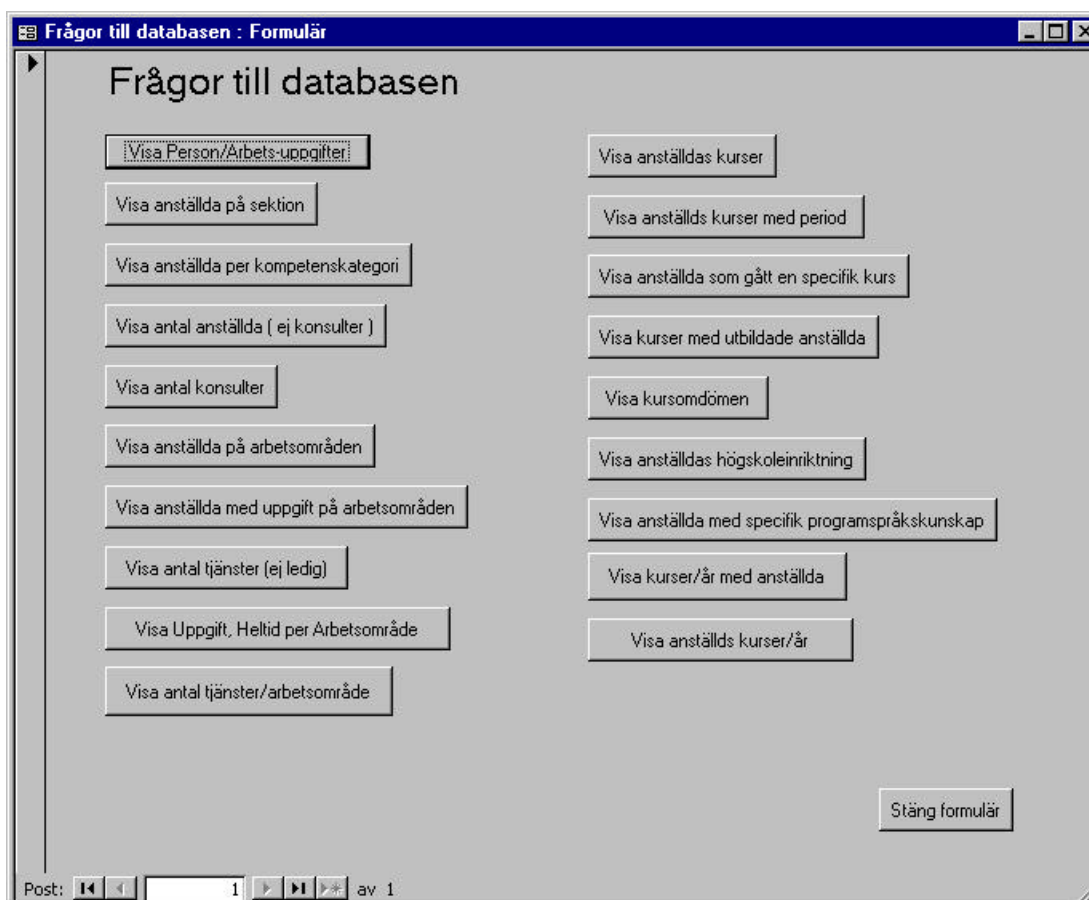 Frågor till databasen : Formulär
Frågor till databasen
Visa Person/Arbets-uppgifter
Visa anställda på sektion
Visa anställda per kompetenskategori
Visa antal anställda ( ej konsulter )
Visa antal konsulter
Visa anställda på arbetsområden
Visa anställda med uppgift på arbetsområden
Visa antal tjänster (ej ledig)
Visa Uppgift, Heltid per Arbetsområde
Visa antal tjänster/arbetsområde
Visa anställdas kurser
Visa anställds kurser med period
Visa anställda som gått en specifik kurs
Visa kurser med utbildade anställda
Visa kursomdömen
Visa anställdas högskoleinriktning
Visa anställda med specifik programspråkskunskap
Visa kurser/år med anställda
Visa anställds kurser/år
Stäng formulär
Post: 1 av 1